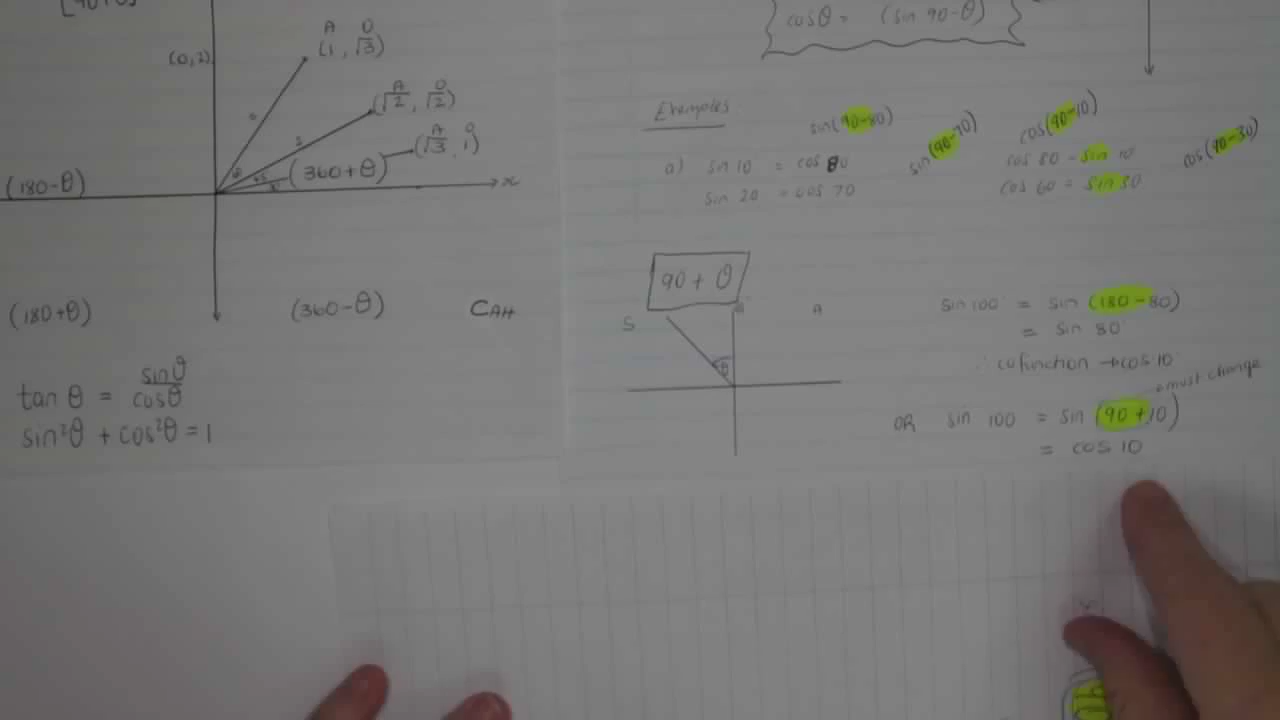 [90+θ]
(0,2)
A O
(1, √3)
A O
(√2, √2)
A O
(√3, 1)
(360+θ)
x
(180-θ)
(180+θ)
(360-θ)
CAH
tan θ = sinθ/cosθ
sin²θ + cos²θ = 1
cosθ = (sin 90-θ)
Examples
sin(90-80)
a) sin 10 = cos 80
sin 20 = cos 70
sin(90-70)
cos(90-10)
cos 80 = sin 10
cos 60 = sin 30
cos(90-30)
90 + θ
S
A
θ
sin 100 = sin (180-80)
= sin 80
∴ cofunction → cos 10
must change
OR sin 100 = sin (90+10)
= cos 10